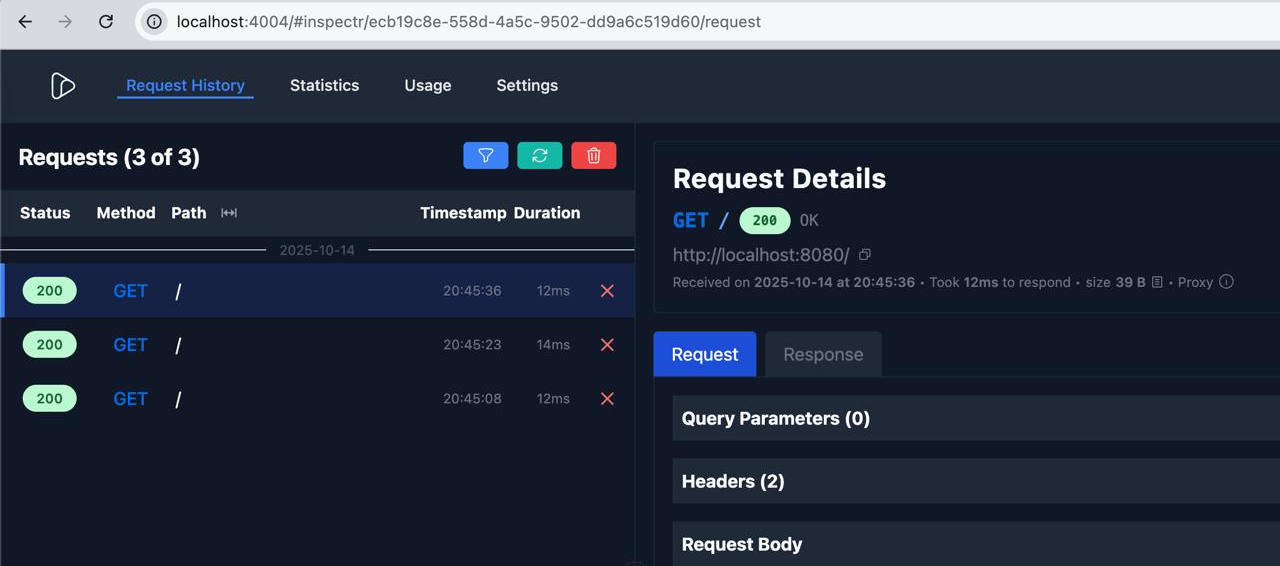 localhost:4004/#inspectr/ecb19c8e-558d-4a5c-9502-dd9a6c519d60/request
Request History Statistics Usage Settings
Requests (3 of 3)
Status Method Path Timestamp Duration
2025-10-14
200 GET / 20:45:36 12ms
200 GET / 20:45:23 14ms
200 GET / 20:45:08 12ms
Request Details
GET / 200 OK
http://localhost:8080/
Received on 2025-10-14 at 20:45:36 • Took 12ms to respond • size 39 B • Proxy
Request Response
Query Parameters (0)
Headers (2)
Request Body